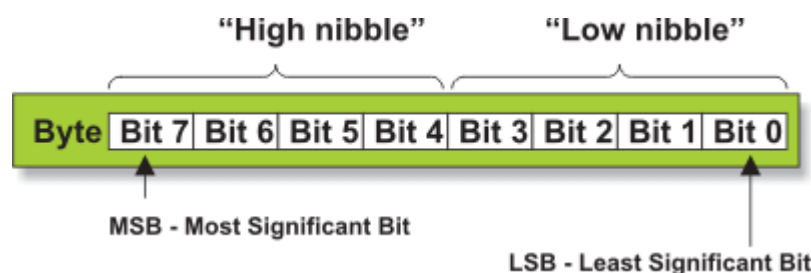 “High nibble” “Low nibble”
Byte Bit 7 Bit 6 Bit 5 Bit 4 Bit 3 Bit 2 Bit 1 Bit 0
MSB - Most Significant Bit
LSB - Least Significant Bit